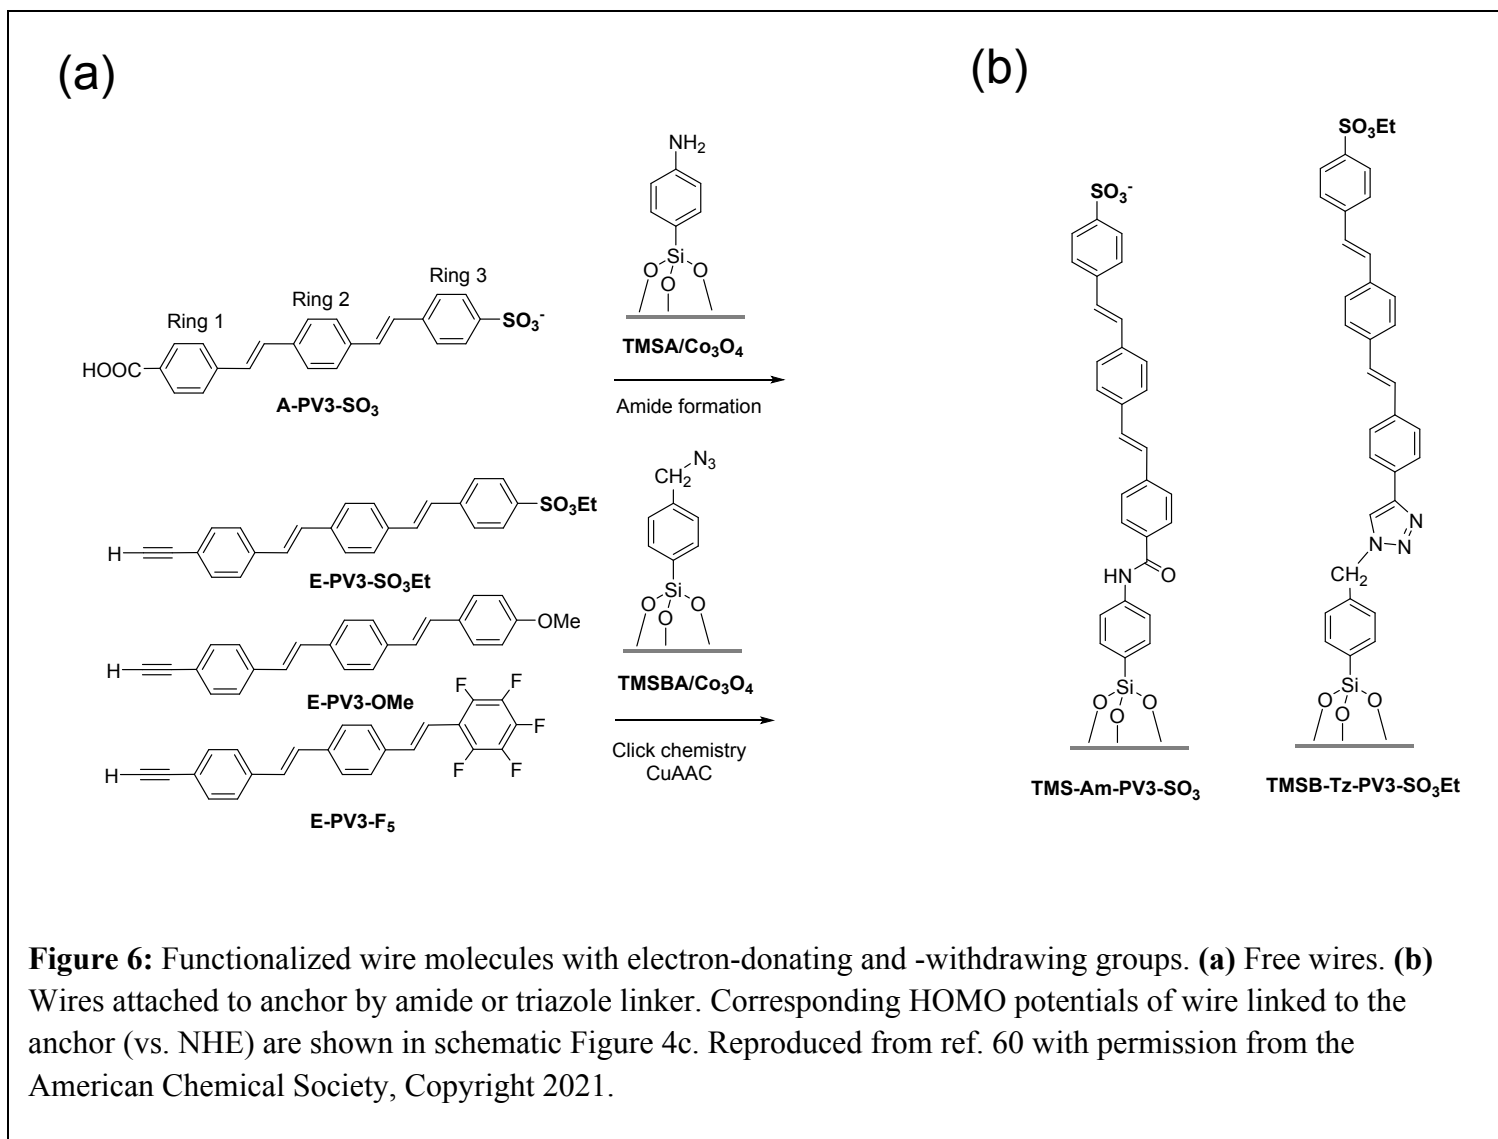 (a)
(b)
NH2
Si
O O
O
TMSA/Co3O4
Amide formation
Ring 1
Ring 2
Ring 3
HOOC
SO3-
A-PV3-SO3
H
SO3Et
E-PV3-SO3Et
H
OMe
E-PV3-OMe
H
F F
F
F F
E-PV3-F5
N3
CH2
Si
O O
O
TMSBA/Co3O4
Click chemistry
CuAAC
SO3-
HN
O
Si
O O
O
TMS-Am-PV3-SO3
SO3Et
N
N N
CH2
Si
O O
O
TMSB-Tz-PV3-SO3Et
Figure 6: Functionalized wire molecules with electron-donating and -withdrawing groups. (a) Free wires. (b)
Wires attached to anchor by amide or triazole linker. Corresponding HOMO potentials of wire linked to the
anchor (vs. NHE) are shown in schematic Figure 4c. Reproduced from ref. 60 with permission from the
American Chemical Society, Copyright 2021.